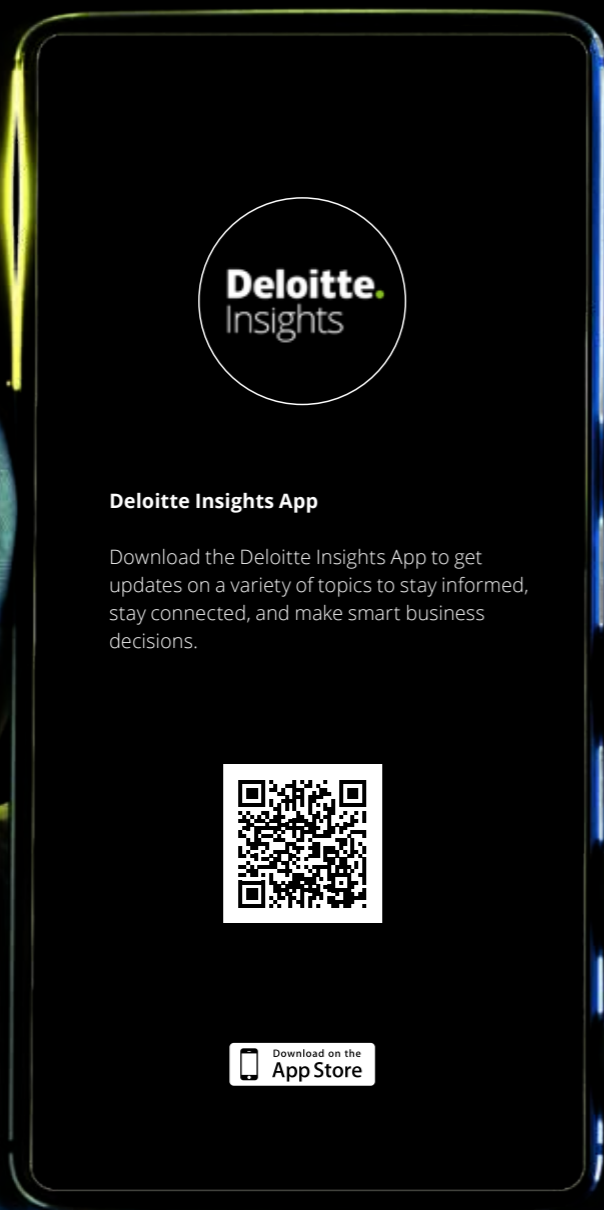 Deloitte.
Insights
Deloitte Insights App
Download the Deloitte Insights App to get
updates on a variety of topics to stay informed,
stay connected, and make smart business
decisions.
Download on the
App Store